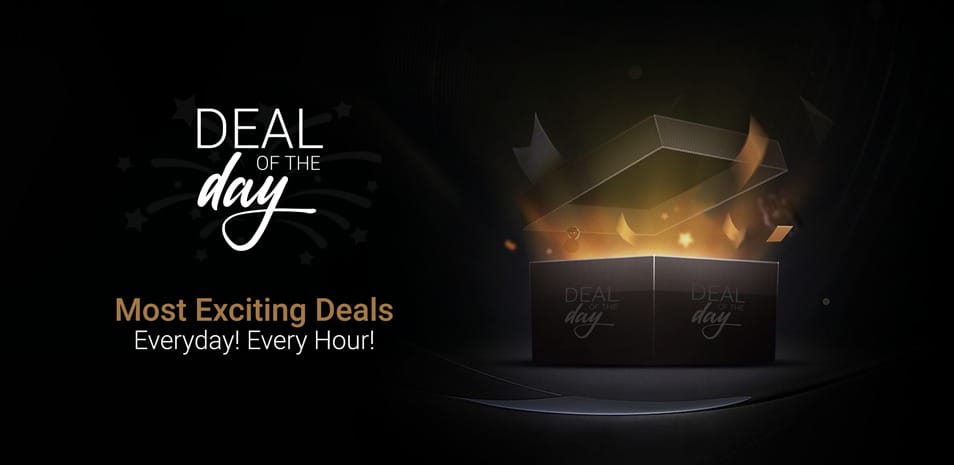 DEAL
OF THE
day
Most Exciting Deals
Everyday! Every Hour!
DEAL
OF THE
day
DEAL
OF THE
day